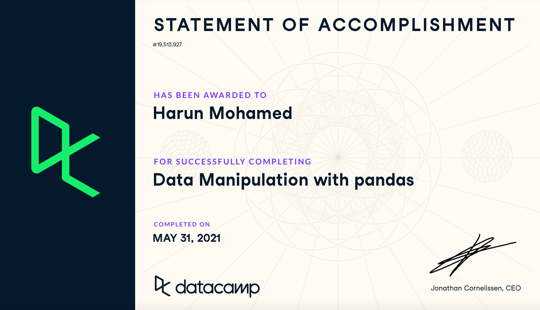 STATEMENT OF ACCOMPLISHMENT
#19,513,927
HAS BEEN AWARDED TO
Harun Mohamed
FOR SUCCESSFULLY COMPLETING
Data Manipulation with pandas
COMPLETED ON
MAY 31, 2021
datacamp
Jonathan Cornelissen, CEO